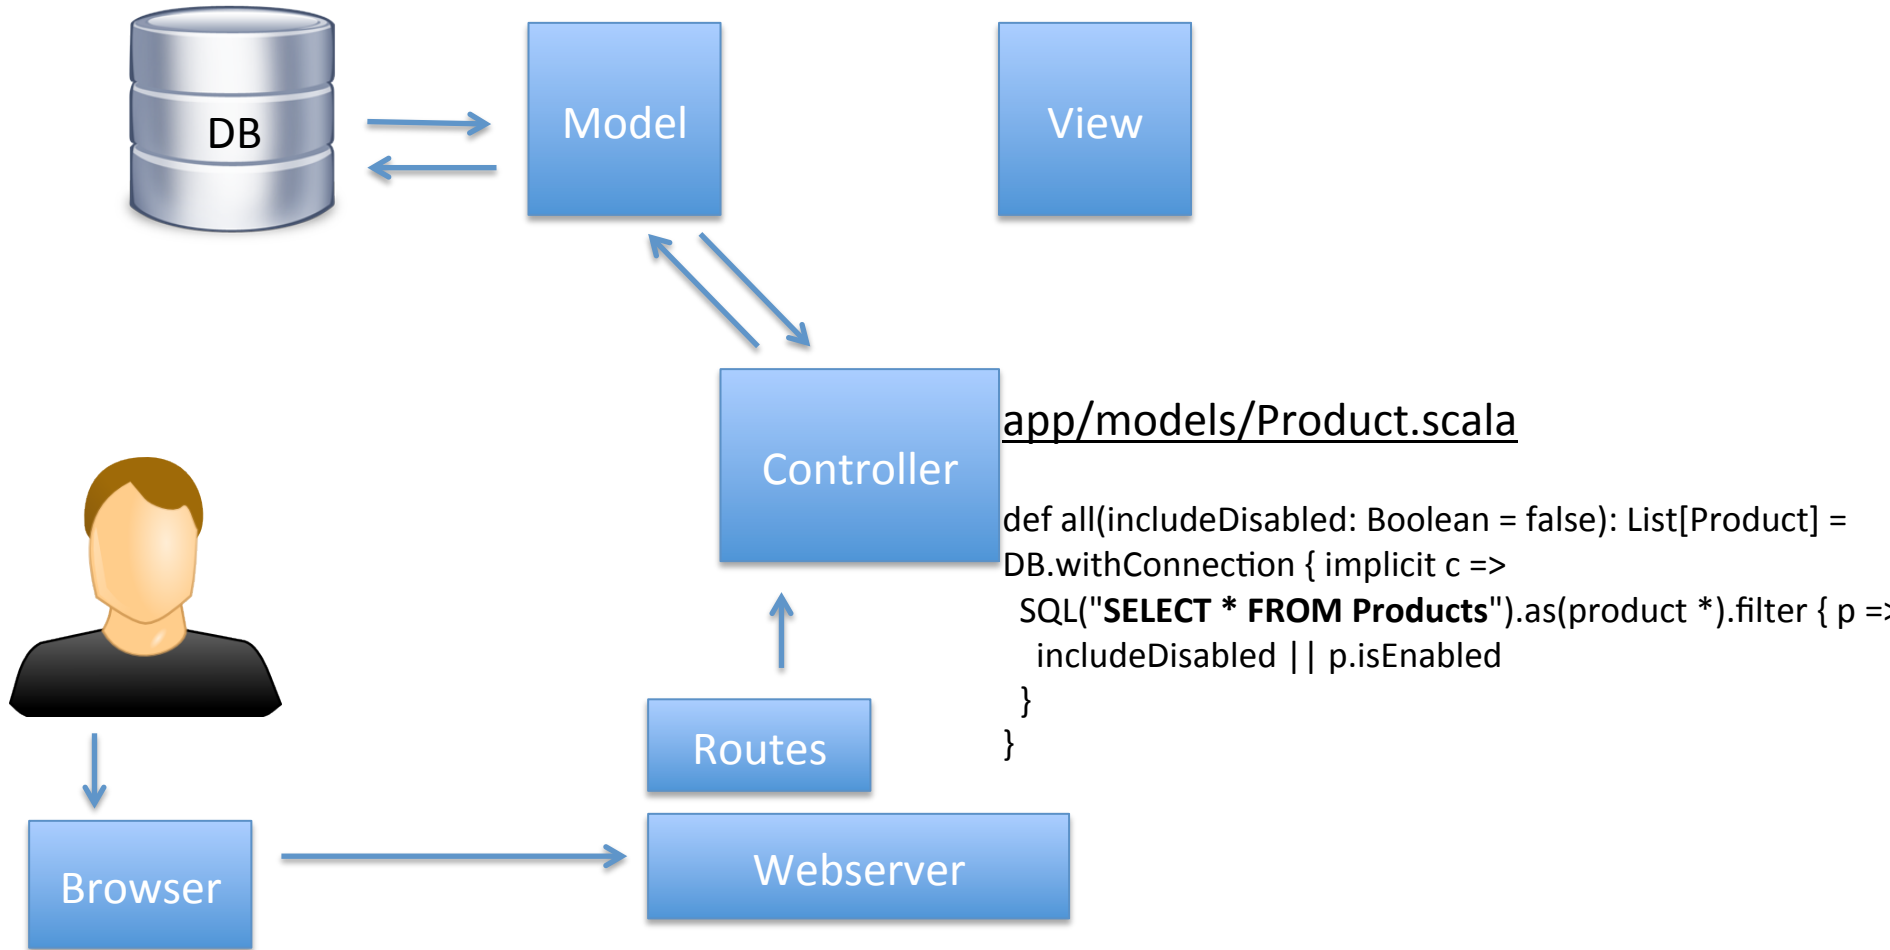 DB
Model
View
Controller
app/models/Product.scala
def all(includeDisabled: Boolean = false): List[Product] =
DB.withConnection { implicit c =>
SQL("SELECT * FROM Products").as(product *).filter { p =>
includeDisabled || p.isEnabled
}
}
Routes
Webserver
Browser